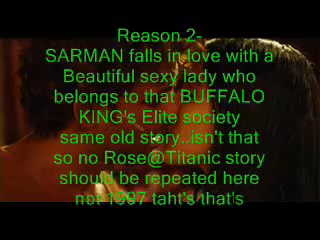 Reason 2-
SARMAN falls in love with a
Beautiful sexy lady who
belongs to that BUFFALO
KING's Elite society
same old story..isn't that
so no Rose@Titanic story
should be repeated here
not 1997 taht's that's